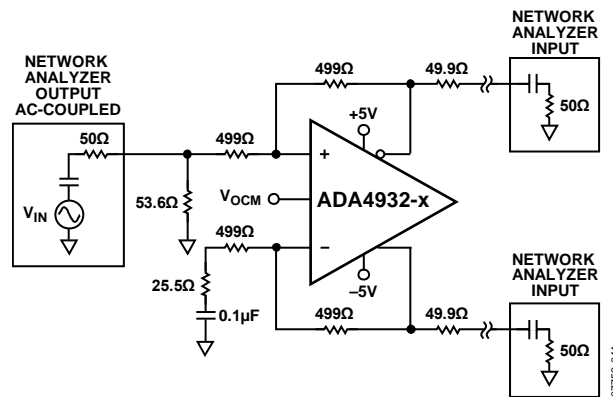 NETWORK
ANALYZER
INPUT
NETWORK
ANALYZER
OUTPUT
AC-COUPLED
499Ω
49.9Ω
50Ω
50Ω
499Ω
+5V
+
53.6Ω
VOCM
ADA4932-x
VIN
499Ω
−
NETWORK
ANALYZER
INPUT
25.5Ω
−5V
0.1µF
499Ω
49.9Ω
50Ω